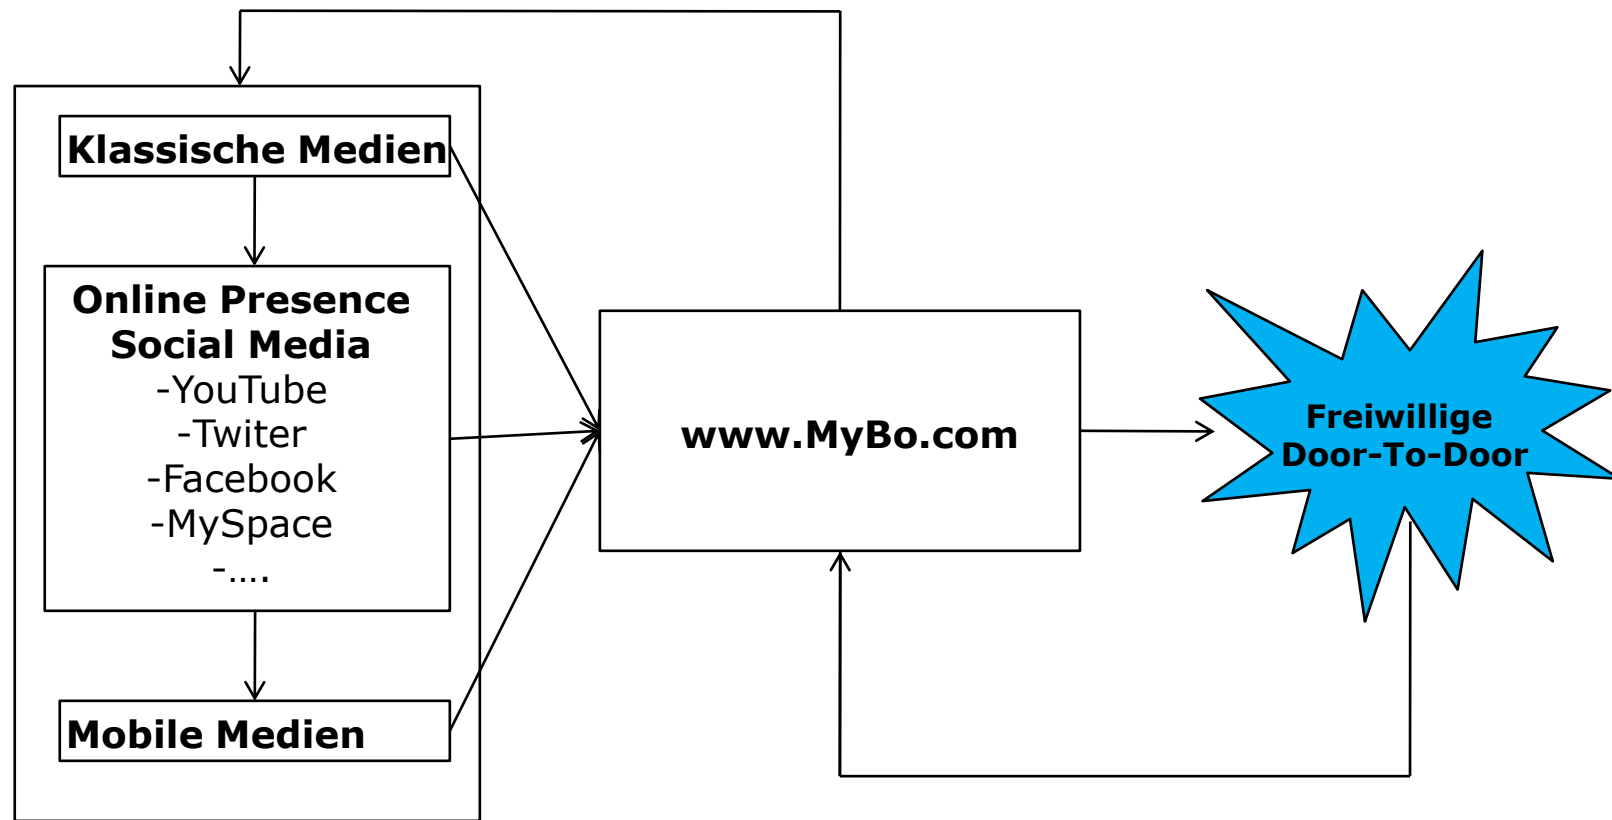 Klassische Medien
Online Presence
Social Media
-YouTube
-Twiter
-Facebook
-MySpace
-....
Mobile Medien
www.MyBo.com
Freiwillige
Door-To-Door